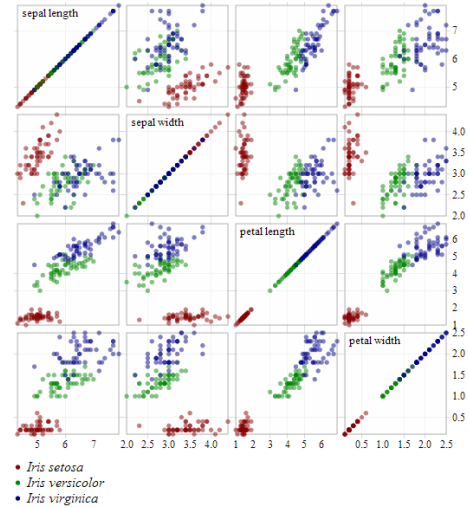 sepal length
7
6
5
sepal width
4.0
3.5
3.0
2.5
2.0
petal length
6
5
4
3
2
1
petal width
2.5
2.0
1.5
1.0
0.5
5 6 7 2.0 2.5 3.0 3.5 4.0 1 2 3 4 5 6 0.5 1.0 1.5 2.0 2.5
Iris setosa
Iris versicolor
Iris virginica